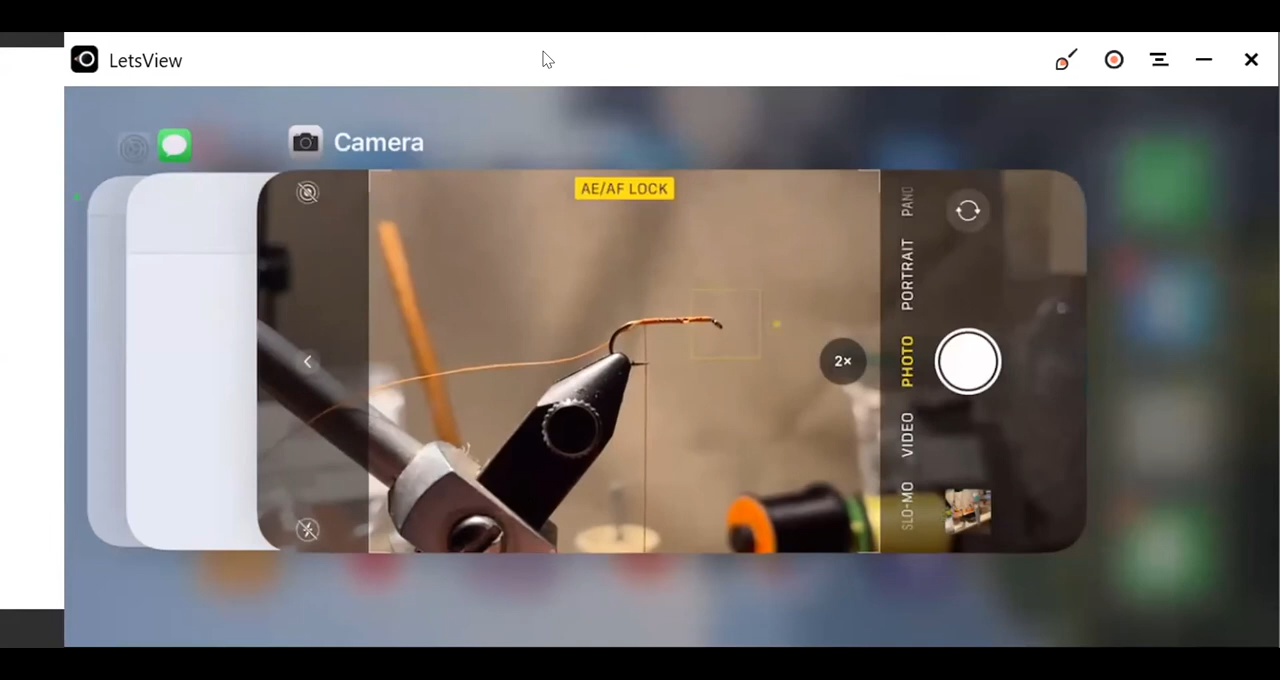 LetsView
Camera
AE/AF LOCK
PANO
PORTRAIT
2×
PHOTO
VIDEO
SLO-MO